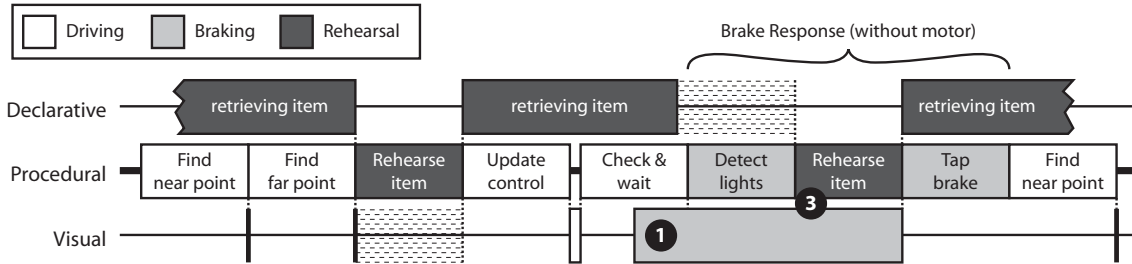 Driving Braking Rehearsal
Brake Response (without motor)
Declarative
retrieving item retrieving item retrieving item
Procedural
Find near point
Find far point
Rehearse item
Update control
Check & wait
Detect lights
Rehearse item
Tap brake
Find near point
3
Visual
1